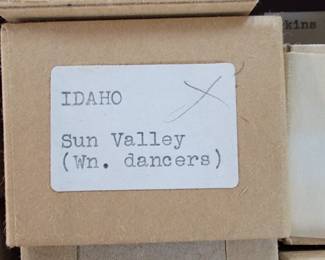 IDAHO
Sun Valley
(Wn. dancers)